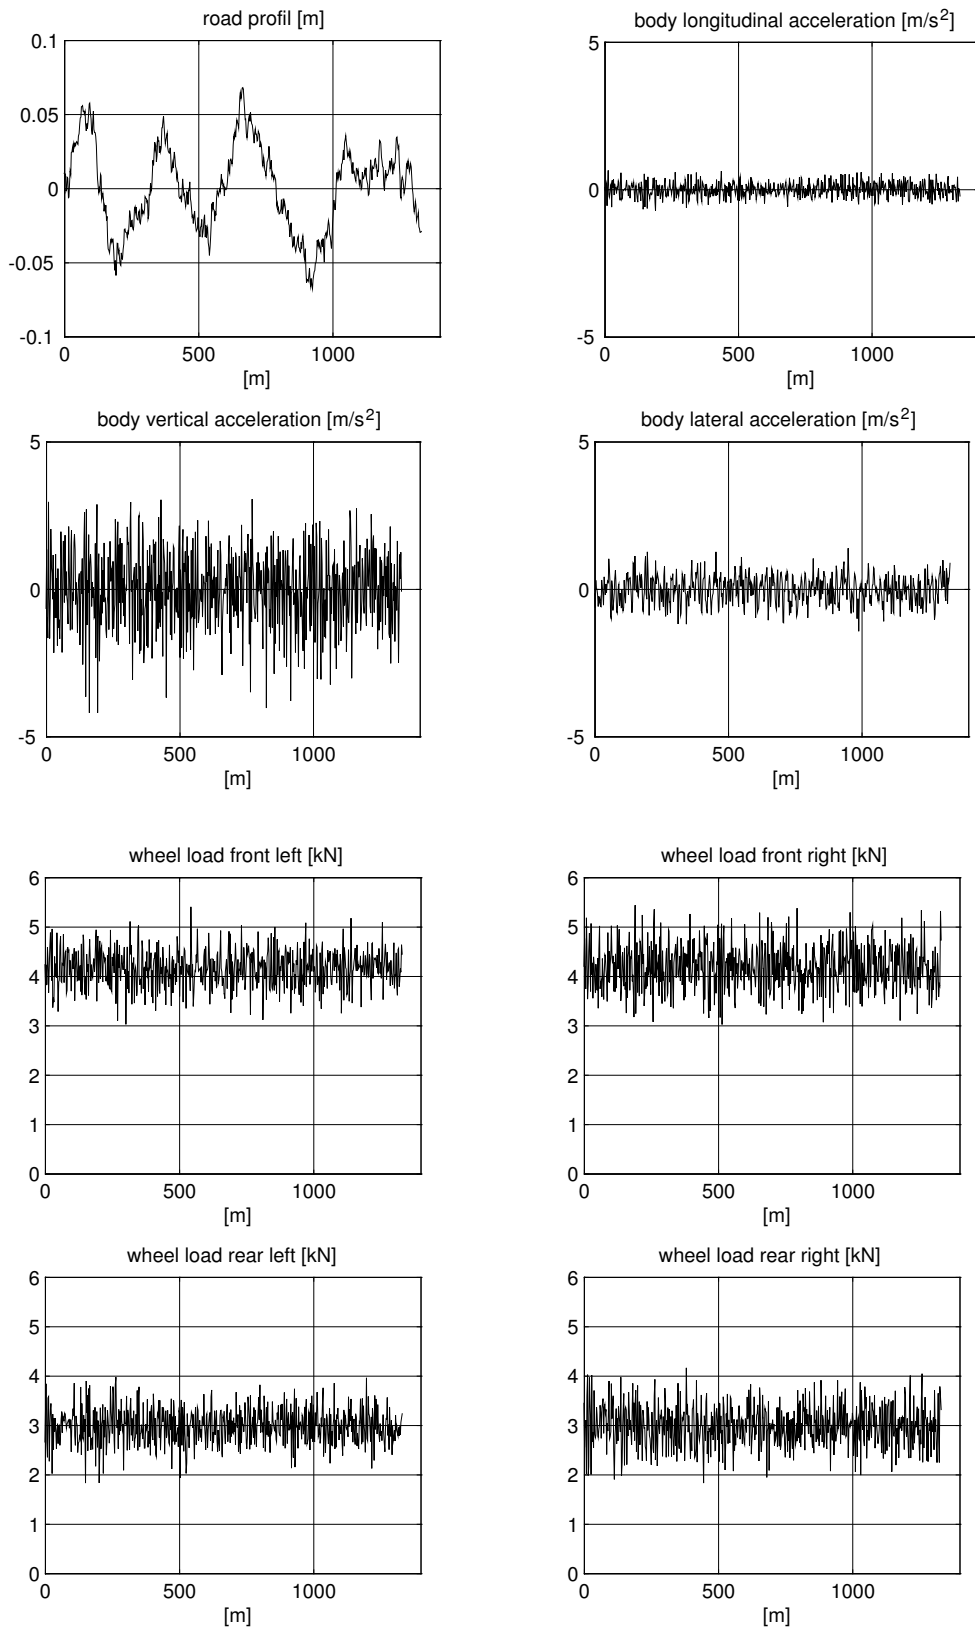 road profil [m]
0.1
0.05
0
-0.05
-0.1
0 500 1000
[m]
body longitudinal acceleration [m/s²]
5
0
-5
0 500 1000
[m]
body vertical acceleration [m/s²]
5
0
-5
0 500 1000
[m]
body lateral acceleration [m/s²]
5
0
-5
0 500 1000
[m]
wheel load front left [kN]
6
5
4
3
2
1
0
0 500 1000
[m]
wheel load front right [kN]
6
5
4
3
2
1
0
0 500 1000
[m]
wheel load rear left [kN]
6
5
4
3
2
1
0
0 500 1000
[m]
wheel load rear right [kN]
6
5
4
3
2
1
0
0 500 1000
[m]